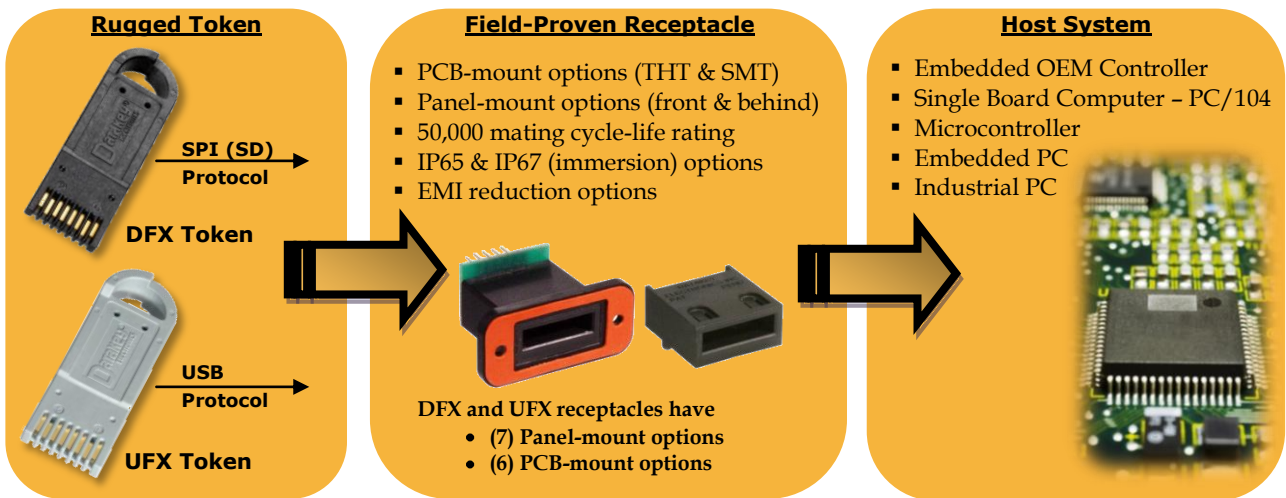 Rugged Token
SPI (SD)
Protocol
DFX Token
Datakey
USB
Protocol
UFX Token
Datakey
Field-Proven Receptacle
▪ PCB-mount options (THT & SMT)
▪ Panel-mount options (front & behind)
▪ 50,000 mating cycle-life rating
▪ IP65 & IP67 (immersion) options
▪ EMI reduction options
DFX and UFX receptacles have
• (7) Panel-mount options
• (6) PCB-mount options
Host System
▪ Embedded OEM Controller
▪ Single Board Computer – PC/104
▪ Microcontroller
▪ Embedded PC
▪ Industrial PC